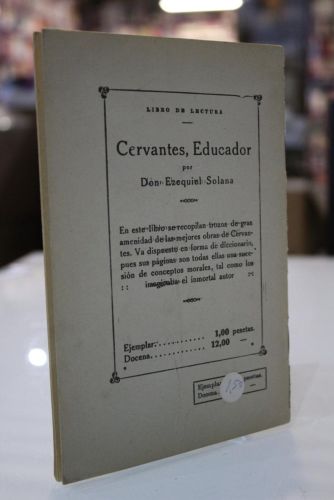 LIBRO DE LECTURA
Cervantes, Educador
por
Don Ezequiel Solana
En este libro se recopilan trozos de gran
amenidad de las mejores obras de Cervan-
tes. Va dispuesto en forma de diccionario,
pues sus páginas son todas ellas una suce-
sión de conceptos morales, tal como los
:: imaginaba el inmortal autor ::
Ejemplar. . . . . . . . . . . 1,00 pesetas.
Docena. . . . . . . . . . . 12,00 —
Ejemplar
Docena
1,50